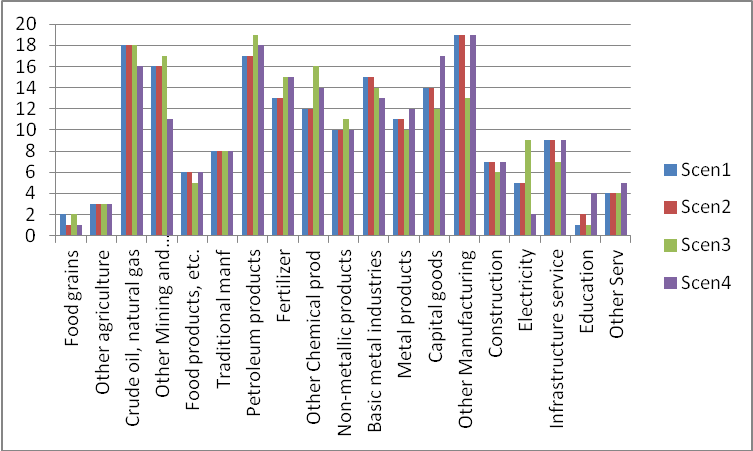 20
18
16
14
12
10
8
6
4
2
0
Food grains
Other agriculture
Crude oil, natural gas
Other Mining and...
Food products, etc.
Traditional manf
Petroleum products
Fertilizer
Other Chemical prod
Non-metallic products
Basic metal industries
Metal products
Capital goods
Other Manufacturing
Construction
Electricity
Infrastructure service
Education
Other Serv
Scen1
Scen2
Scen3
Scen4